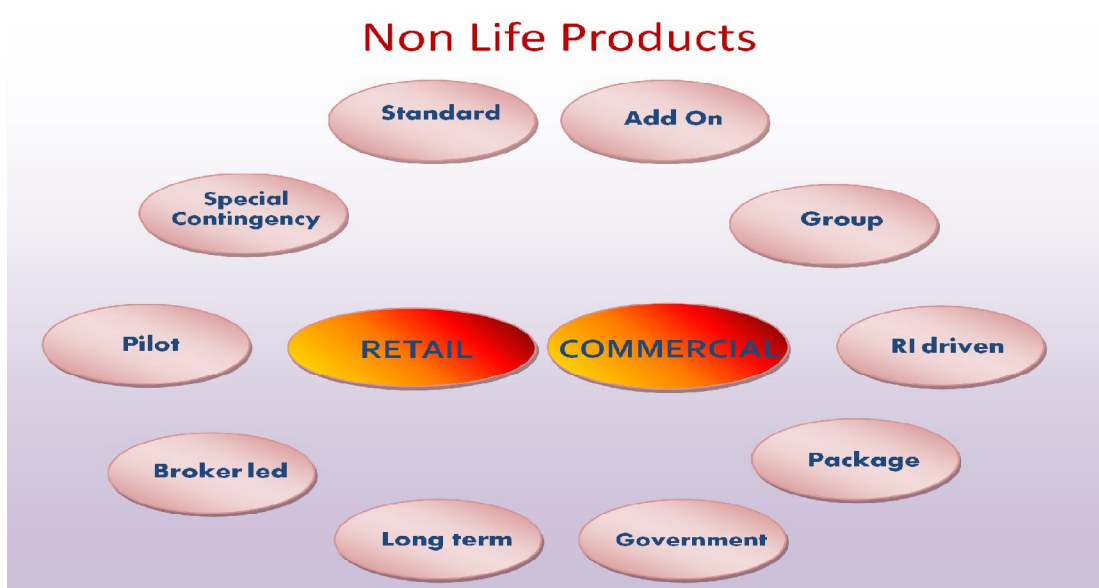 Non Life Products
Standard
Add On
Special
Contingency
Group
Pilot
RETAIL
COMMERCIAL
RI driven
Broker led
Package
Long term
Government